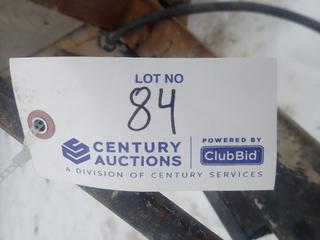 LOT NO
84
CENTURY AUCTIONS
POWERED BY
ClubBid
A DIVISION OF CENTURY SERVICES